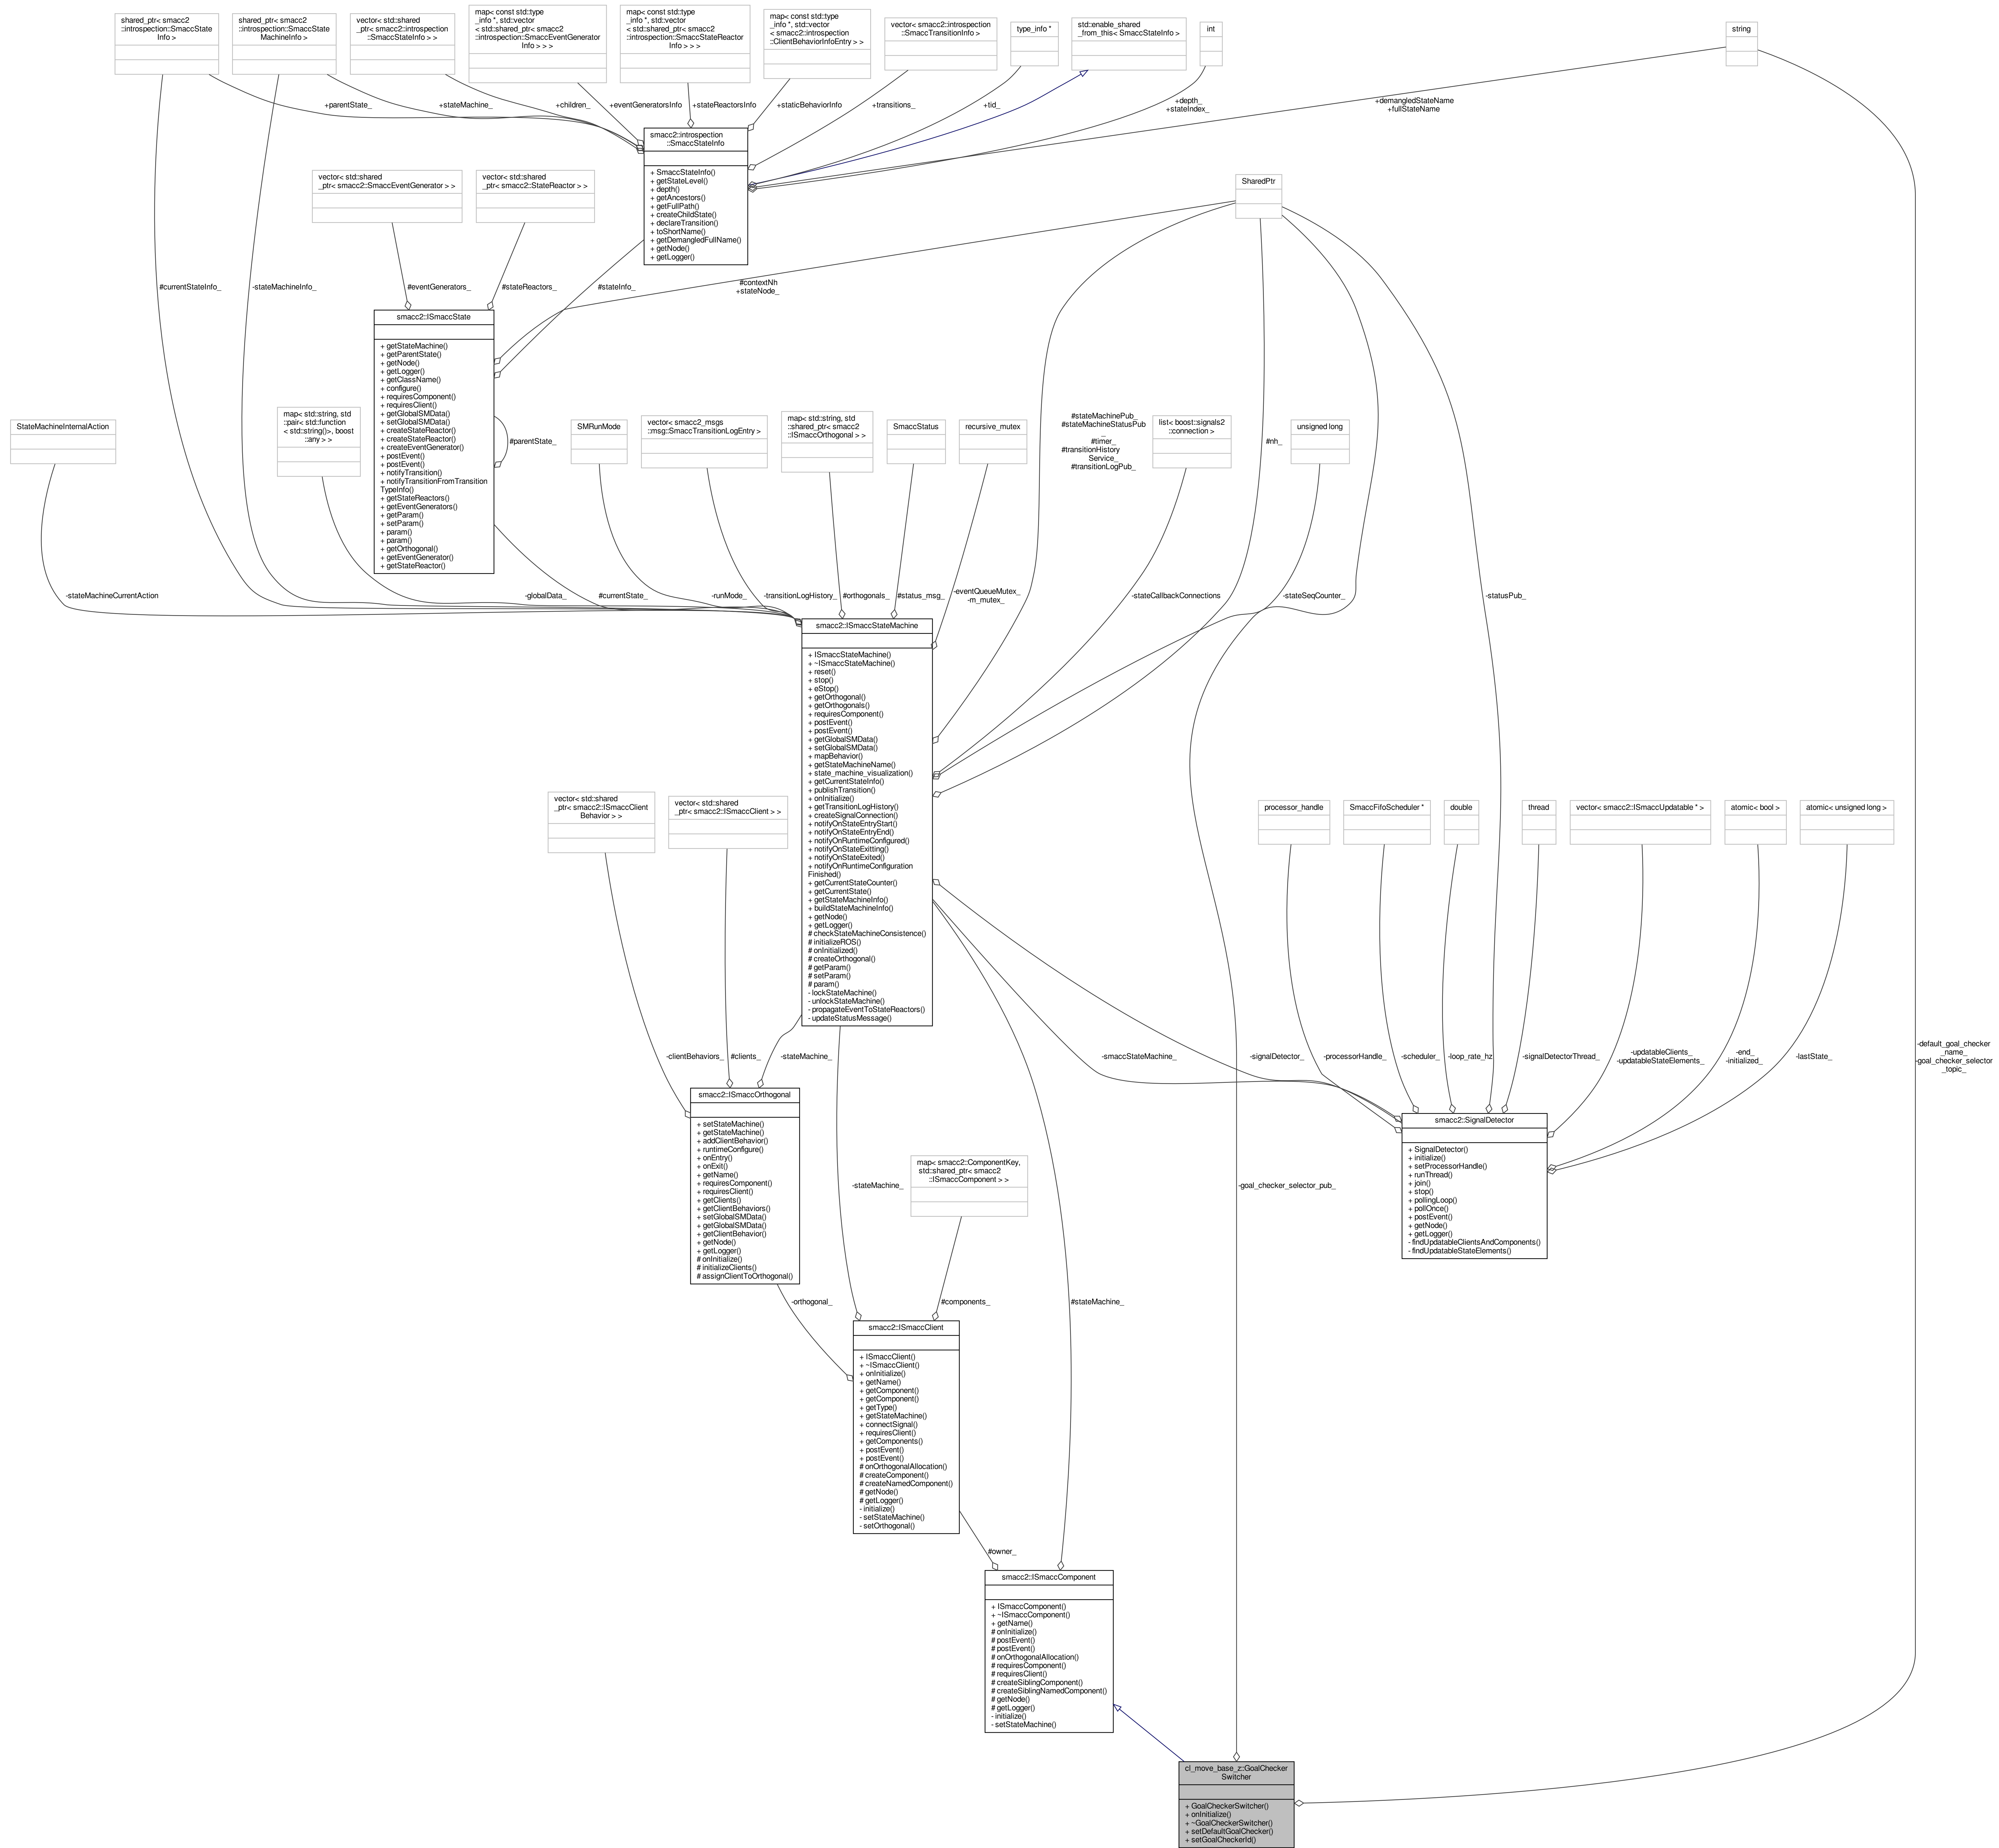 shared_ptr< smacc2
::introspection::SmaccState
Info >
shared_ptr< smacc2
::introspection::SmaccState
MachineInfo >
vector< std::shared
_ptr< smacc2::introspection
::SmaccStateInfo > >
map< const std::type
_info *, std::vector
< std::shared_ptr< smacc2
::introspection::SmaccEventGenerator
Info > > >
map< const std::type
_info *, std::vector
< std::shared_ptr< smacc2
::introspection::SmaccStateReactor
Info > > >
map< const std::type
_info *, std::vector
< smacc2::introspection
::ClientBehaviorInfoEntry > >
vector< smacc2::introspection
::SmaccTransitionInfo >
type_info *
std::enable_shared
_from_this< SmaccStateInfo >
int
string
+parentState_
+stateMachine_
+children_
+eventGeneratorsInfo
+stateReactorsInfo
+staticBehaviorInfo
+transitions_
+tid_
+depth_
+stateIndex_
+demangledStateName
+fullStateName
smacc2::introspection
::SmaccStateInfo
+ SmaccStateInfo()
+ getStateLevel()
+ depth()
+ getAncestors()
+ getFullPath()
+ createChildState()
+ declareTransition()
+ toShortName()
+ getDemangledFullName()
+ getNode()
+ getLogger()
vector< std::shared
_ptr< smacc2::SmaccEventGenerator > >
vector< std::shared
_ptr< smacc2::StateReactor > >
SharedPtr
#currentStateInfo_
-stateMachineInfo_
#eventGenerators_
#stateReactors_
#stateInfo_
#contextNh
+stateNode_
smacc2::ISmaccState
+ getStateMachine()
+ getParentState()
+ getNode()
+ getLogger()
+ getClassName()
+ configure()
+ requiresComponent()
+ requiresClient()
+ getGlobalSMData()
+ setGlobalSMData()
+ createStateReactor()
+ createStateReactor()
+ createEventGenerator()
+ postEvent()
+ postEvent()
+ notifyTransition()
+ notifyTransitionFromTransition
TypeInfo()
+ getStateReactors()
+ getEventGenerators()
+ getParam()
+ setParam()
+ param()
+ param()
+ getOrthogonal()
+ getEventGenerator()
+ getStateReactor()
#parentState_
StateMachineInternalAction
map< std::string, std
::pair< std::function
< std::string()>, boost
::any > >
SMRunMode
vector< smacc2_msgs
::msg::SmaccTransitionLogEntry >
map< std::string, std
::shared_ptr< smacc2
::ISmaccOrthogonal > >
SmaccStatus
recursive_mutex
#stateMachinePub_
#stateMachineStatusPub
_
#timer_
#transitionHistory
Service_
#transitionLogPub_
list< boost::signals2
::connection >
#nh_
unsigned long
-stateMachineCurrentAction
-globalData_
#currentState_
-runMode_
-transitionLogHistory_
#orthogonals_
#status_msg_
-eventQueueMutex_
-m_mutex_
-stateCallbackConnections
-stateSeqCounter_
-statusPub_
smacc2::ISmaccStateMachine
+ ISmaccStateMachine()
+ ~ISmaccStateMachine()
+ reset()
+ stop()
+ eStop()
+ getOrthogonal()
+ getOrthogonals()
+ requiresComponent()
+ postEvent()
+ postEvent()
+ getGlobalSMData()
+ setGlobalSMData()
+ mapBehavior()
+ getStateMachineName()
+ state_machine_visualization()
+ getCurrentStateInfo()
+ publishTransition()
+ onInitialize()
+ getTransitionLogHistory()
+ createSignalConnection()
+ notifyOnStateEntryStart()
+ notifyOnStateEntryEnd()
+ notifyOnRuntimeConfigured()
+ notifyOnStateExitting()
+ notifyOnStateExited()
+ notifyOnRuntimeConfiguration
Finished()
+ getCurrentStateCounter()
+ getCurrentState()
+ getStateMachineInfo()
+ buildStateMachineInfo()
+ getNode()
+ getLogger()
# checkStateMachineConsistence()
# initializeROS()
# onInitialized()
# createOrthogonal()
# getParam()
# setParam()
# param()
- lockStateMachine()
- unlockStateMachine()
- propagateEventToStateReactors()
- updateStatusMessage()
vector< std::shared
_ptr< smacc2::ISmaccClient
Behavior > >
vector< std::shared
_ptr< smacc2::ISmaccClient > >
processor_handle
SmaccFifoScheduler *
double
thread
vector< smacc2::ISmaccUpdatable * >
atomic< bool >
atomic< unsigned long >
-clientBehaviors_
#clients_
-stateMachine_
-smaccStateMachine_
-signalDetector_
-processorHandle_
-scheduler_
-loop_rate_hz
-signalDetectorThread_
-updatableClients_
-updatableStateElements_
-end_
-initialized_
-lastState_
-default_goal_checker
_name_
-goal_checker_selector
_topic_
smacc2::ISmaccOrthogonal
+ setStateMachine()
+ getStateMachine()
+ addClientBehavior()
+ runtimeConfigure()
+ onEntry()
+ onExit()
+ getName()
+ requiresComponent()
+ requiresClient()
+ getClients()
+ getClientBehaviors()
+ setGlobalSMData()
+ getGlobalSMData()
+ getClientBehavior()
+ getNode()
+ getLogger()
# onInitialize()
# initializeClients()
# assignClientToOrthogonal()
smacc2::SignalDetector
+ SignalDetector()
+ initialize()
+ setProcessorHandle()
+ runThread()
+ join()
+ stop()
+ pollingLoop()
+ pollOnce()
+ postEvent()
+ getNode()
+ getLogger()
- findUpdatableClientsAndComponents()
- findUpdatableStateElements()
map< smacc2::ComponentKey,
std::shared_ptr< smacc2
::ISmaccComponent > >
-stateMachine_
-goal_checker_selector_pub_
-orthogonal_
#components_
#stateMachine_
smacc2::ISmaccClient
+ ISmaccClient()
+ ~ISmaccClient()
+ onInitialize()
+ getName()
+ getComponent()
+ getComponent()
+ getType()
+ getStateMachine()
+ connectSignal()
+ requiresClient()
+ getComponents()
+ postEvent()
+ postEvent()
# onOrthogonalAllocation()
# createComponent()
# createNamedComponent()
# getNode()
# getLogger()
- initialize()
- setStateMachine()
- setOrthogonal()
#owner_
smacc2::ISmaccComponent
+ ISmaccComponent()
+ ~ISmaccComponent()
+ getName()
# onInitialize()
# postEvent()
# postEvent()
# onOrthogonalAllocation()
# requiresComponent()
# requiresClient()
# createSiblingComponent()
# createSiblingNamedComponent()
# getNode()
# getLogger()
- initialize()
- setStateMachine()
cl_move_base_z::GoalChecker
Switcher
+ GoalCheckerSwitcher()
+ onInitialize()
+ ~GoalCheckerSwitcher()
+ setDefaultGoalChecker()
+ setGoalCheckerId()